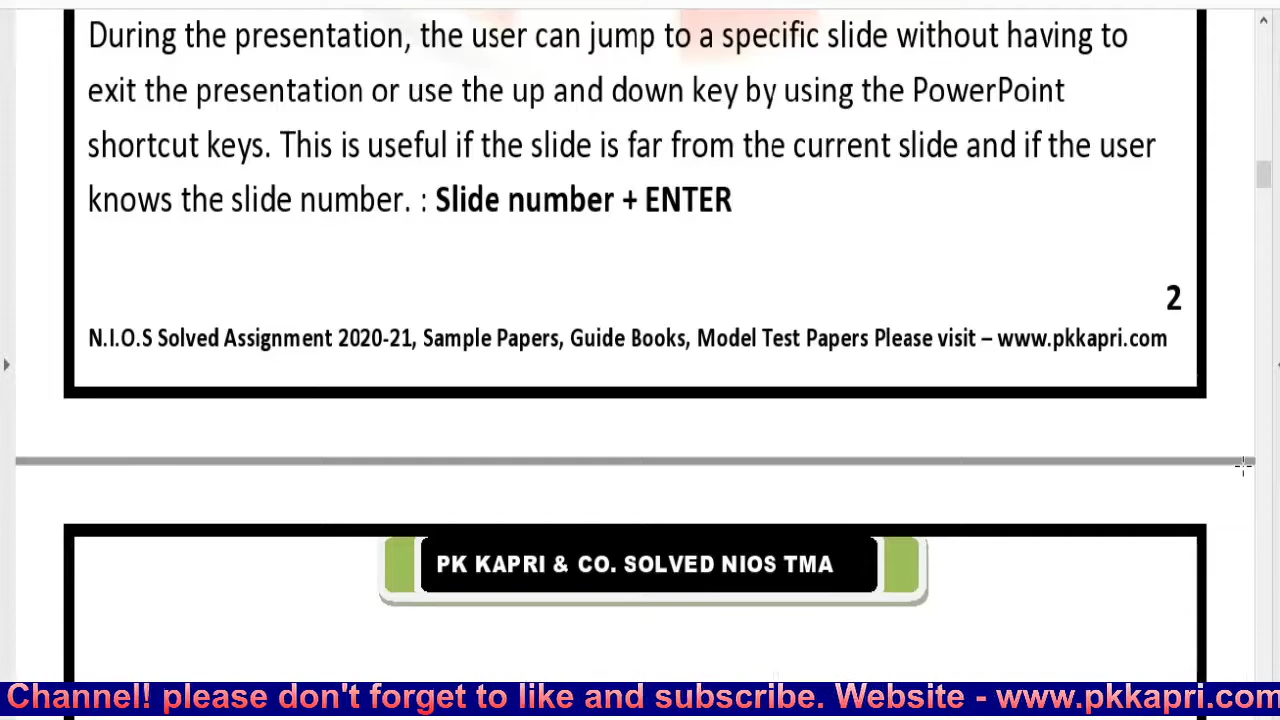 During the presentation, the user can jump to a specific slide without having to
exit the presentation or use the up and down key by using the PowerPoint
shortcut keys. This is useful if the slide is far from the current slide and if the user
knows the slide number. : Slide number + ENTER
2
N.I.O.S Solved Assignment 2020-21, Sample Papers, Guide Books, Model Test Papers Please visit – www.pkkapri.com
PK KAPRI & CO. SOLVED NIOS TMA
Channel! please don't forget to like and subscribe. Website - www.pkkapri.com